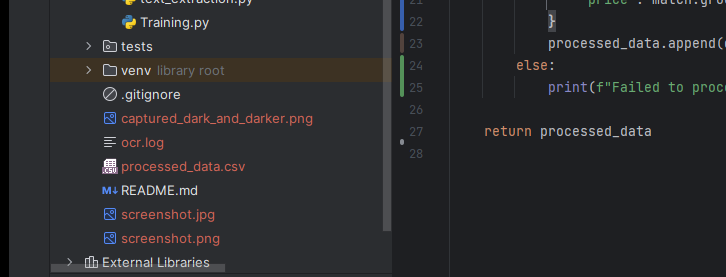 text_extraction.py
Training.py
tests
venv library root
.gitignore
captured_dark_and_darker.png
ocr.log
CSV processed_data.csv
M↓ README.md
screenshot.jpg
screenshot.png
External Libraries
21 "price": match.gro
22 }
23 processed_data.append(
24 else:
25 print(f"Failed to proc
26
27 return processed_data
28